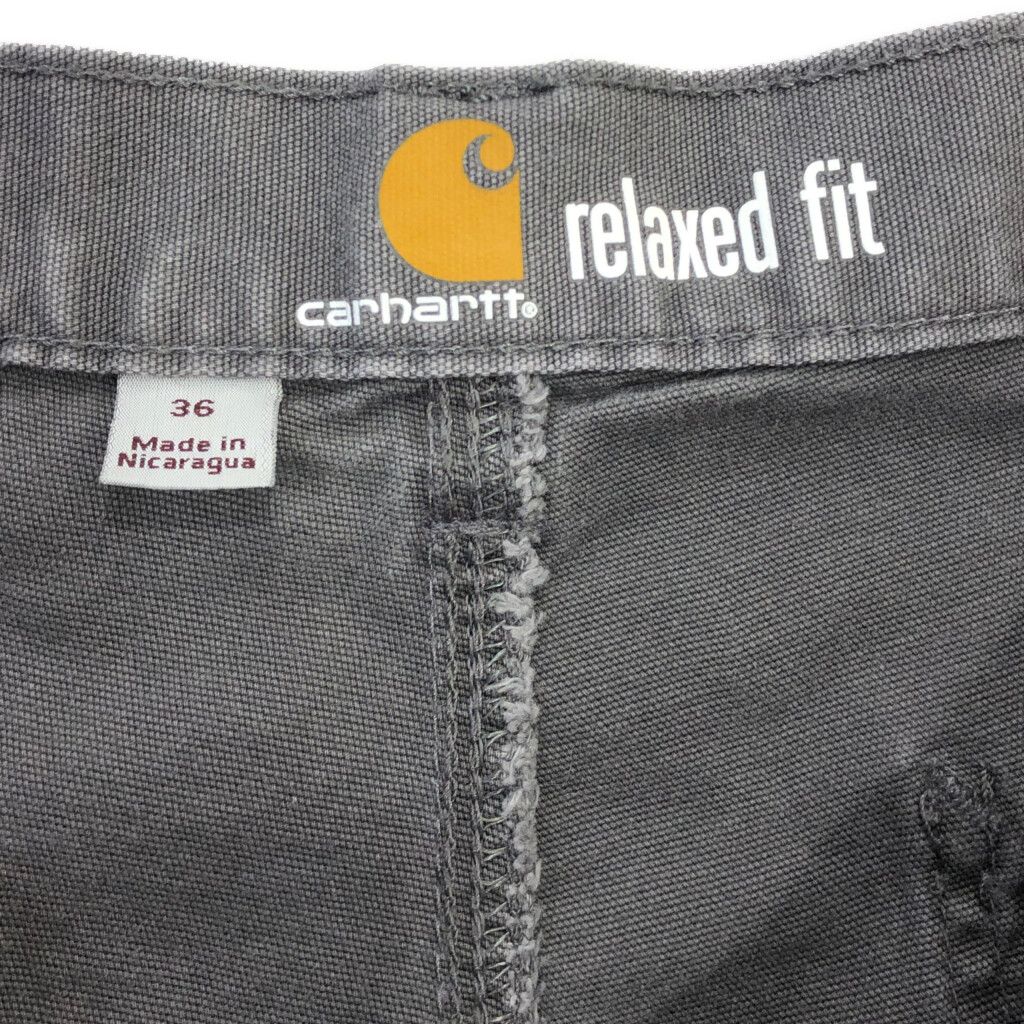 relaxed fit
carhartt®
36
Made in
Nicaragua